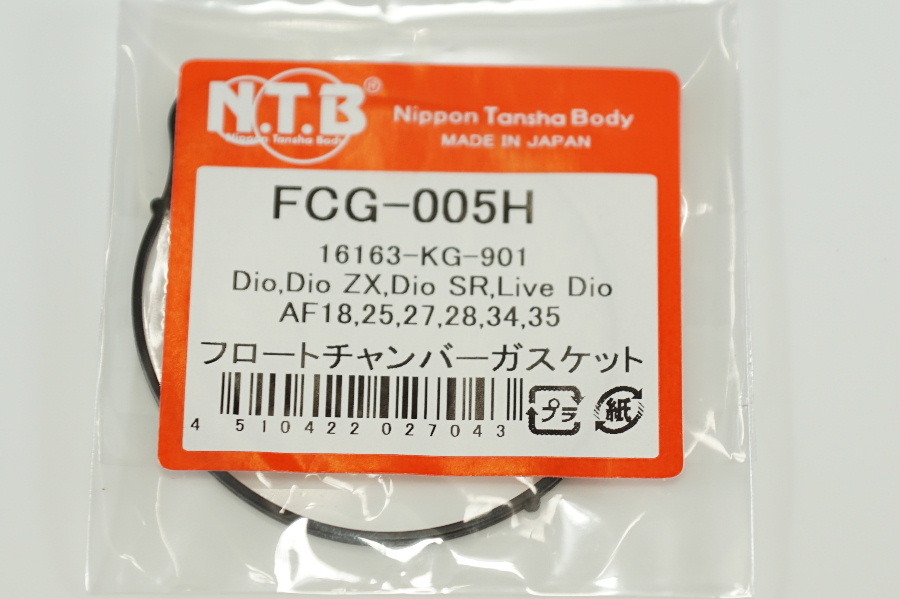 N.T.B®
Nippon Tansha Body
Nippon Tansha Body
MADE IN JAPAN
FCG-005H
16163-KG-901
Dio,Dio ZX,Dio SR,Live Dio
AF18,25,27,28,34,35
フロートチャンバーガスケット
4 510422 027043
プラ
紙